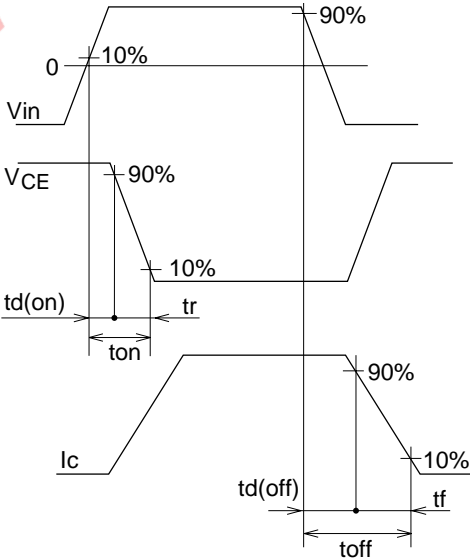 90%
10%
0
Vin
VCE
90%
10%
td(on)
tr
ton
90%
Ic
10%
td(off)
tf
toff